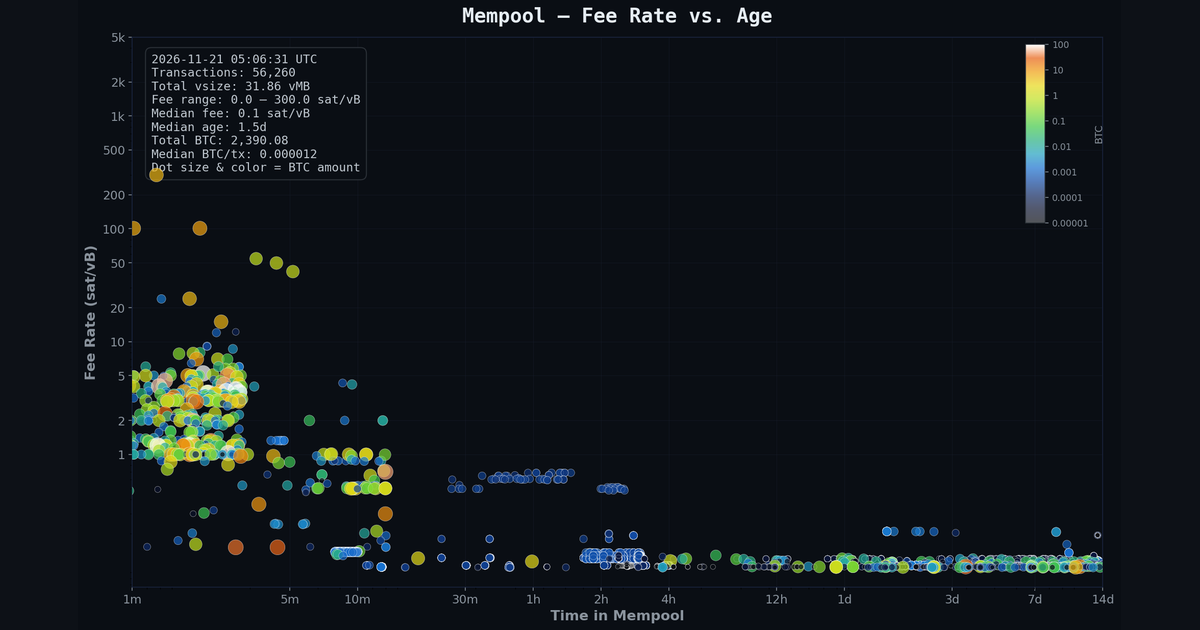 Mempool — Fee Rate vs. Age
2026-11-21 05:06:31 UTC
Transactions: 56,260
Total vsize: 31.86 vMB
Fee range: 0.0 — 300.0 sat/vB
Median fee: 0.1 sat/vB
Median age: 1.5d
Total BTC: 2,390.08
Median BTC/tx: 0.000012
Dot size & color = BTC amount
Fee Rate (sat/vB)
5k
2k
1k
500
200
100
50
20
10
5
2
1
100
10
1
0.1
0.01
0.001
0.0001
0.00001
BTC
1m 5m 10m 30m 1h 2h 4h 12h 1d 3d 7d 14d
Time in Mempool